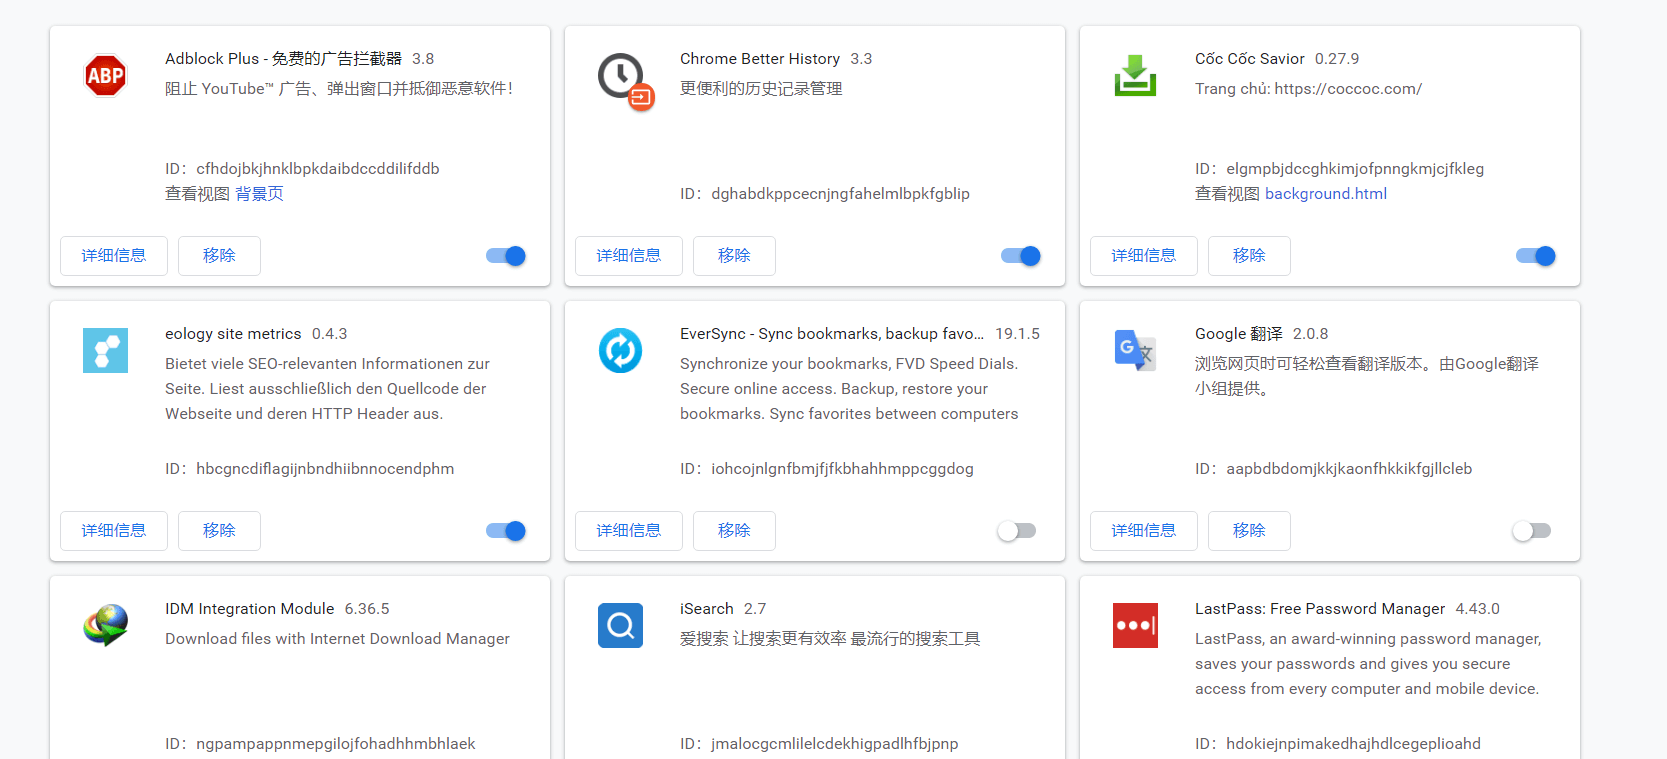 Adblock Plus - 免费的广告拦截器 3.8
阻止 YouTube™ 广告、弹出窗口并抵御恶意软件！
ID：cfhdojbkjhnklbpkdaibdccddilifddb
查看视图 背景页
详细信息 移除
ABP
Chrome Better History 3.3
更便利的历史记录管理
ID：dghabdkppcecnjngfahelmlbpkfgblip
详细信息 移除
Cốc Cốc Savior 0.27.9
Trang chủ: https://coccoc.com/
ID：elgmpbjdccghkimjofpnngkmjcjfkleg
查看视图 background.html
详细信息 移除
eology site metrics 0.4.3
Bietet viele SEO-relevanten Informationen zur
Seite. Liest ausschließlich den Quellcode der
Webseite und deren HTTP Header aus.
ID：hbcgncdiflagijnbndhiibnnocendphm
详细信息 移除
EverSync - Sync bookmarks, backup favo... 19.1.5
Synchronize your bookmarks, FVD Speed Dials.
Secure online access. Backup, restore your
bookmarks. Sync favorites between computers
ID：iohcojnlgnfbmjfjfkbhahhmppcggdog
详细信息 移除
G 文
Google 翻译 2.0.8
浏览网页时可轻松查看翻译版本。由Google翻译
小组提供。
ID：aapbdbdomjkkjkaonfhkkikfgjllcleb
详细信息 移除
IDM Integration Module 6.36.5
Download files with Internet Download Manager
ID：ngpampappnmepgilojfohadhhmbhlaek
iSearch 2.7
爱搜索 让搜索更有效率 最流行的搜索工具
ID：jmalocgcmlilelcdekhigpadlhfbjpnp
LastPass: Free Password Manager 4.43.0
LastPass, an award-winning password manager,
saves your passwords and gives you secure
access from every computer and mobile device.
ID：hdokiejnpimakedhajhdlcegeplioahd